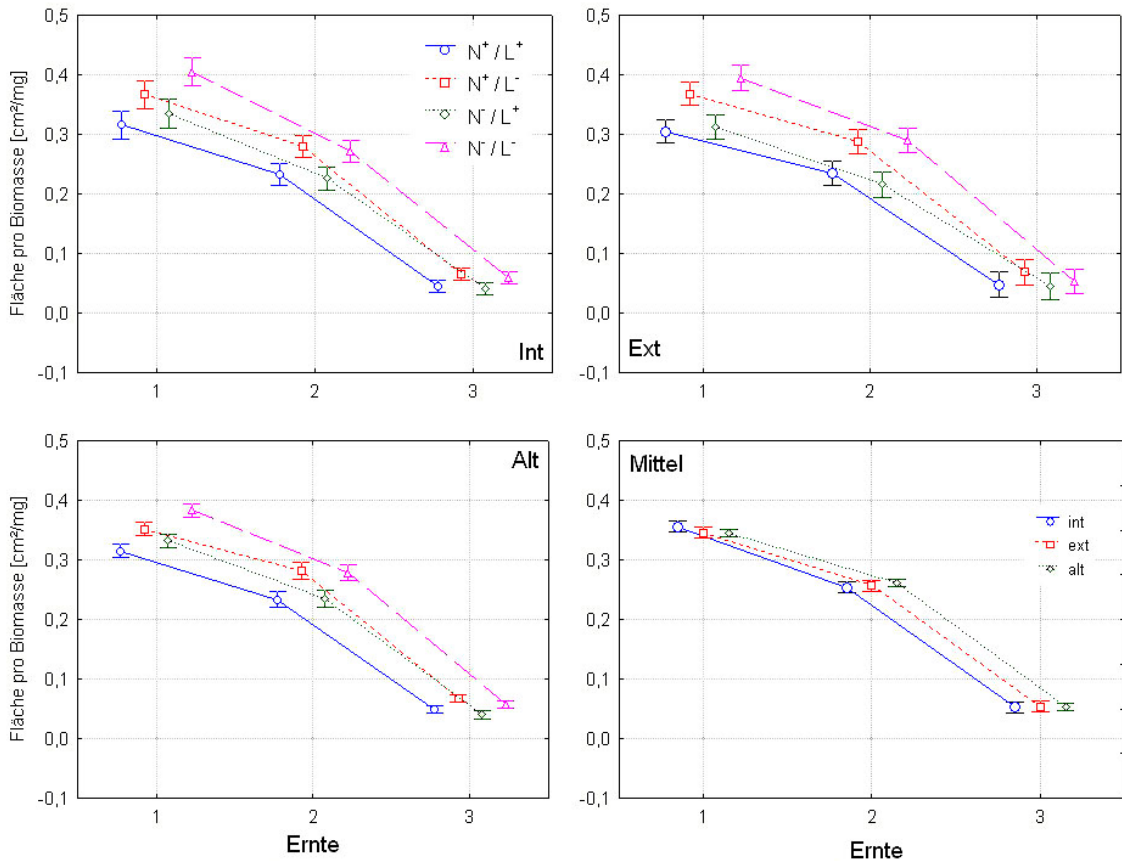 0,5
0,4
0,3
0,2
0,1
0,0
-0,1
Fläche pro Biomasse [cm²/mg]
N⁺/L⁺
N⁺/L⁻
N⁻/L⁺
N⁻/L⁻
Int
1 2 3
0,5
0,4
0,3
0,2
0,1
0,0
-0,1
Ext
1 2 3
0,5
0,4
0,3
0,2
0,1
0,0
-0,1
Fläche pro Biomasse [cm²/mg]
Alt
1 2 3
Ernte
0,5
0,4
0,3
0,2
0,1
0,0
-0,1
Mittel
int
ext
alt
1 2 3
Ernte